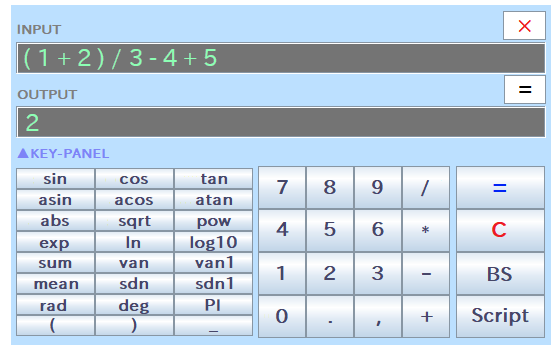 INPUT
×
(1+2)/3-4+5
OUTPUT
=
2
▲KEY-PANEL
sin cos tan 7 8 9 / =
asin acos atan
abs sqrt pow 4 5 6 * C
exp ln log10
sum van van1 1 2 3 - BS
mean sdn sdn1
rad deg PI 0 . , + Script
( ) _